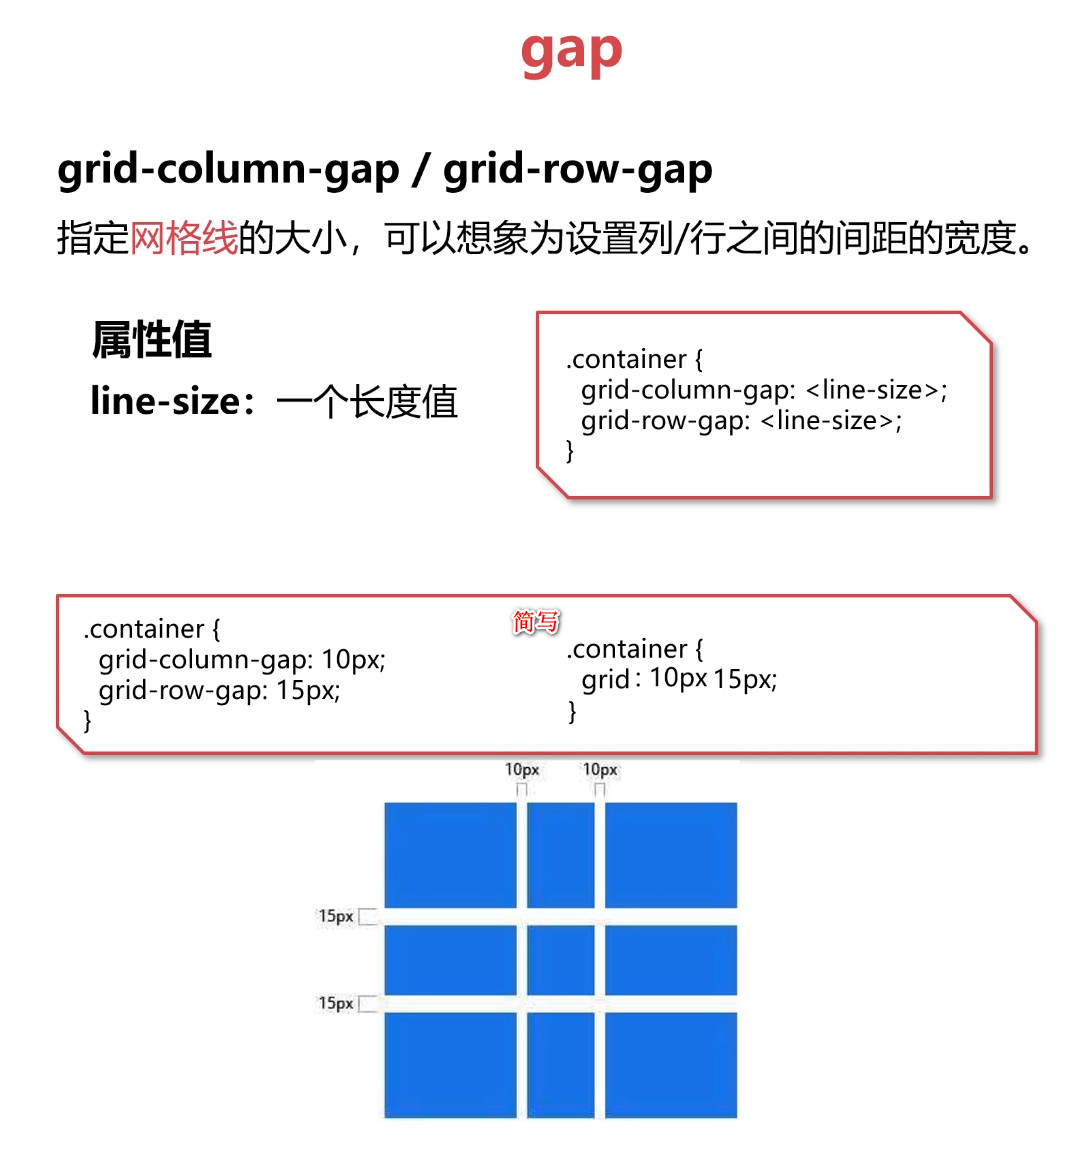 gap
grid-column-gap / grid-row-gap
指定网格线的大小，可以想象为设置列/行之间的间距的宽度。
属性值
line-size：一个长度值
.container {
grid-column-gap: <line-size>;
grid-row-gap: <line-size>;
}
.container {
grid-column-gap: 10px;
grid-row-gap: 15px;
}
简写
.container {
grid : 10px 15px;
}
10px 10px
15px
15px